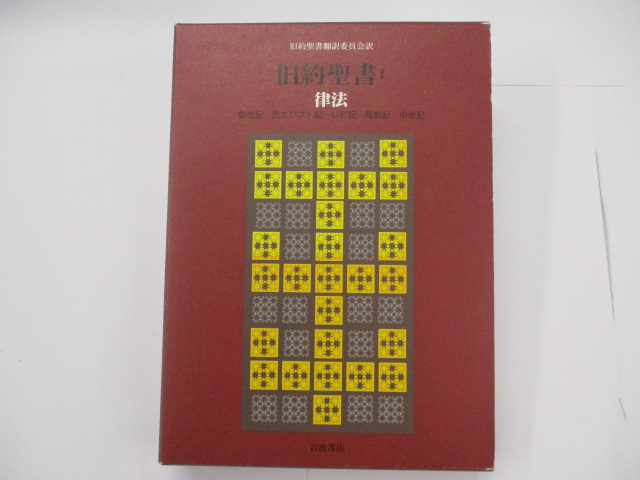 旧約聖書翻訳委員会訳
旧約聖書 I
律法
創世記 出エジプト記 レビ記 民数記 申命記
岩波書店